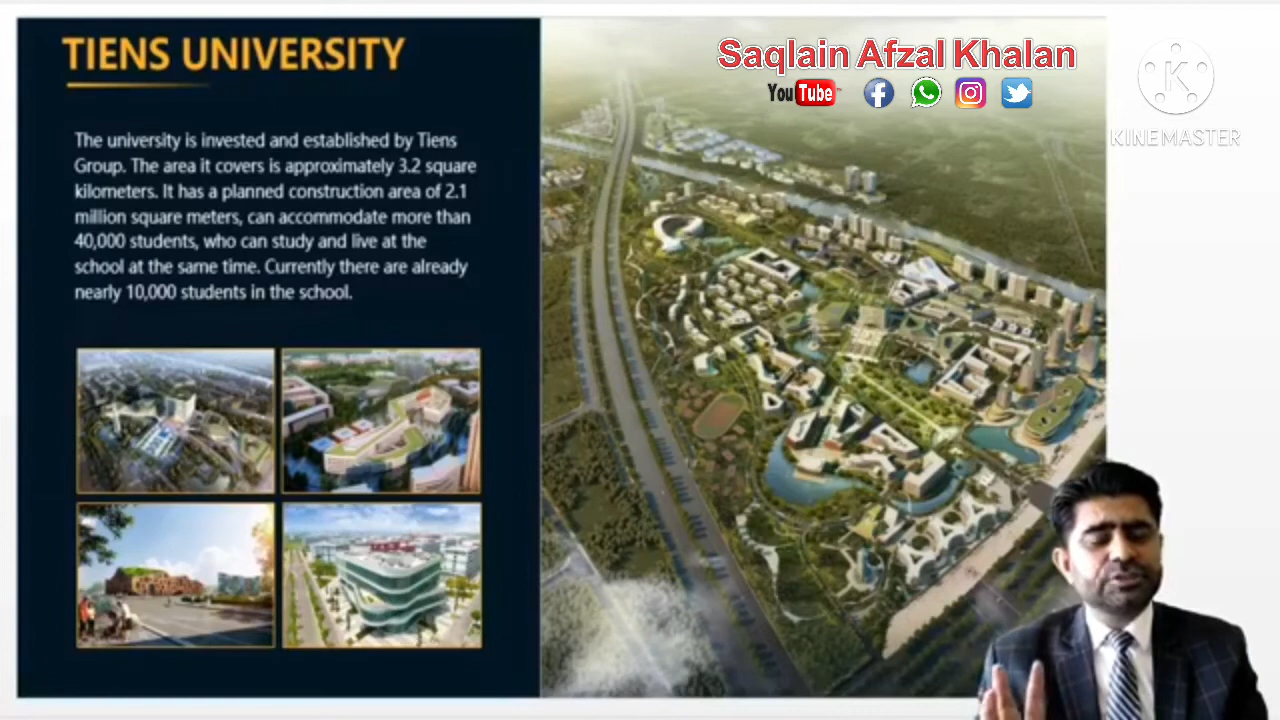 TIENS UNIVERSITY
The university is invested and established by Tiens
Group. The area it covers is approximately 3.2 square
kilometers. It has a planned construction area of 2.1
million square meters, can accommodate more than
40,000 students, who can study and live at the
school at the same time. Currently there are already
nearly 10,000 students in the school.
Saqlain Afzal Khalan
YouTube
K
KINEMASTER